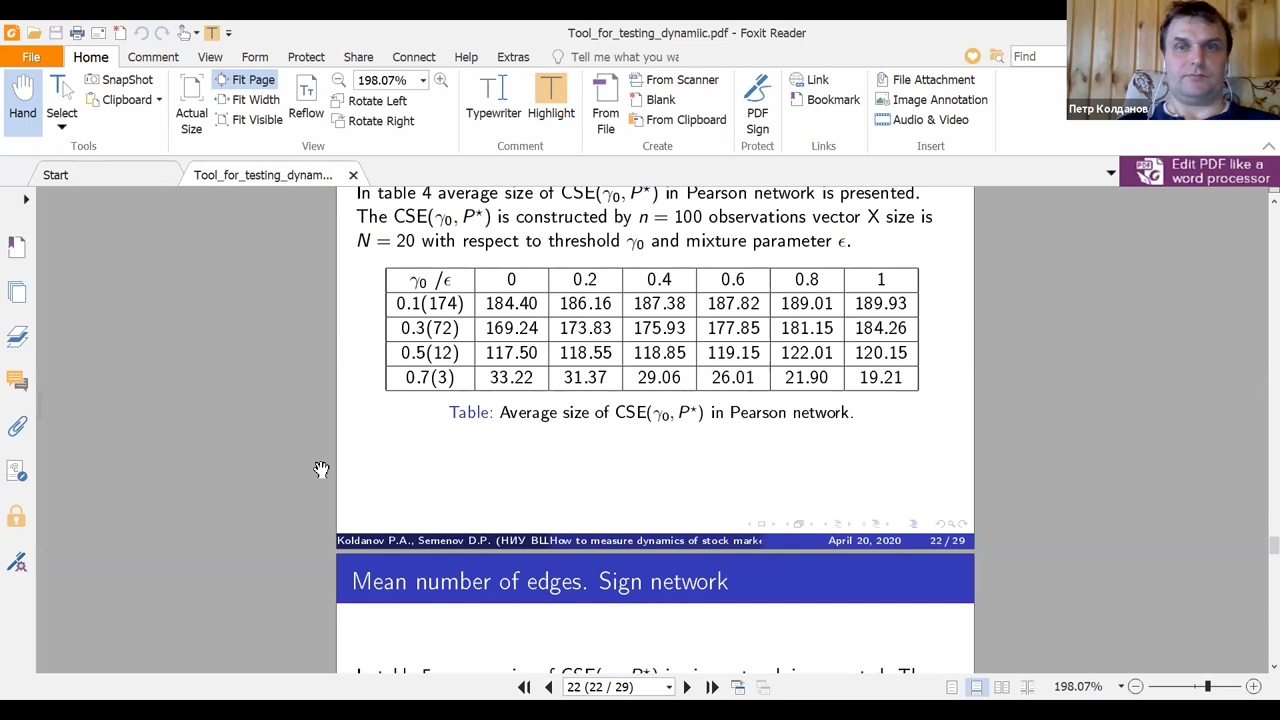 Tool_for_testing_dynamiic.pdf - Foxit Reader
File Home Comment View Form Protect Share Connect Help Extras Tell me what you wa Find
Hand
Select
SnapShot
Clipboard
Tools
Actual Size
Fit Page
Fit Width
Fit Visible
Reflow
198.07%
Rotate Left
Rotate Right
View
Typewriter
Highlight
Comment
From File
From Scanner
Blank
From Clipboard
Create
PDF Sign
Protect
Link
Bookmark
Links
File Attachment
Image Annotation
Audio & Video
Insert
Петр Колданов
Start
Tool_for_testing_dynam...
Edit PDF like a
word processor
In table 4 average size of CSE(γ₀, P*) in Pearson network is presented.
The CSE(γ₀, P*) is constructed by n = 100 observations vector X size is
N = 20 with respect to threshold γ₀ and mixture parameter ϵ.
γ₀ /ϵ 0 0.2 0.4 0.6 0.8 1
0.1(174) 184.40 186.16 187.38 187.82 189.01 189.93
0.3(72) 169.24 173.83 175.93 177.85 181.15 184.26
0.5(12) 117.50 118.55 118.85 119.15 122.01 120.15
0.7(3) 33.22 31.37 29.06 26.01 21.90 19.21
Table: Average size of CSE(γ₀, P*) in Pearson network.
Koldanov P.A., Semenov D.P. (НИУ ВШ How to measure dynamics of stock marke April 20, 2020 22 / 29
Mean number of edges. Sign network
22 (22 / 29)
198.07%